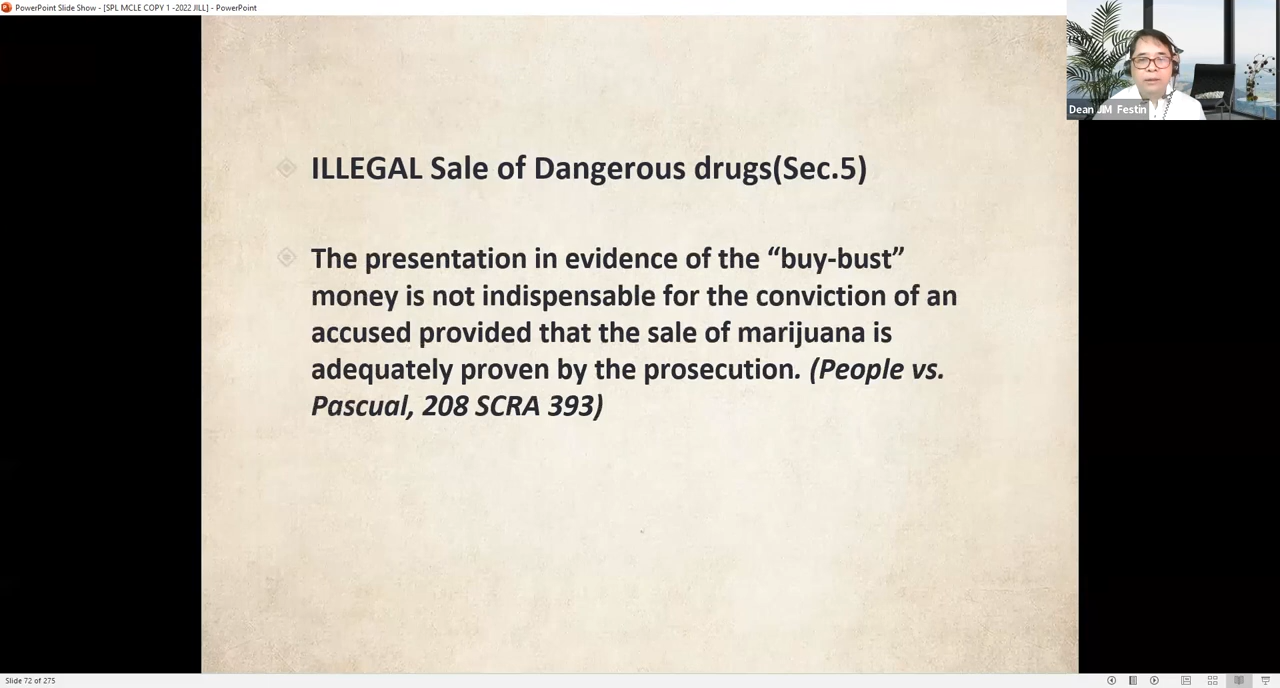 PowerPoint Slide Show - [SPL MCLE COPY 1 -2022 JILL] - PowerPoint
Dean JIM Festin
ILLEGAL Sale of Dangerous drugs(Sec.5)
The presentation in evidence of the “buy-bust”
money is not indispensable for the conviction of an
accused provided that the sale of marijuana is
adequately proven by the prosecution. (People vs.
Pascual, 208 SCRA 393)
Slide 72 of 275